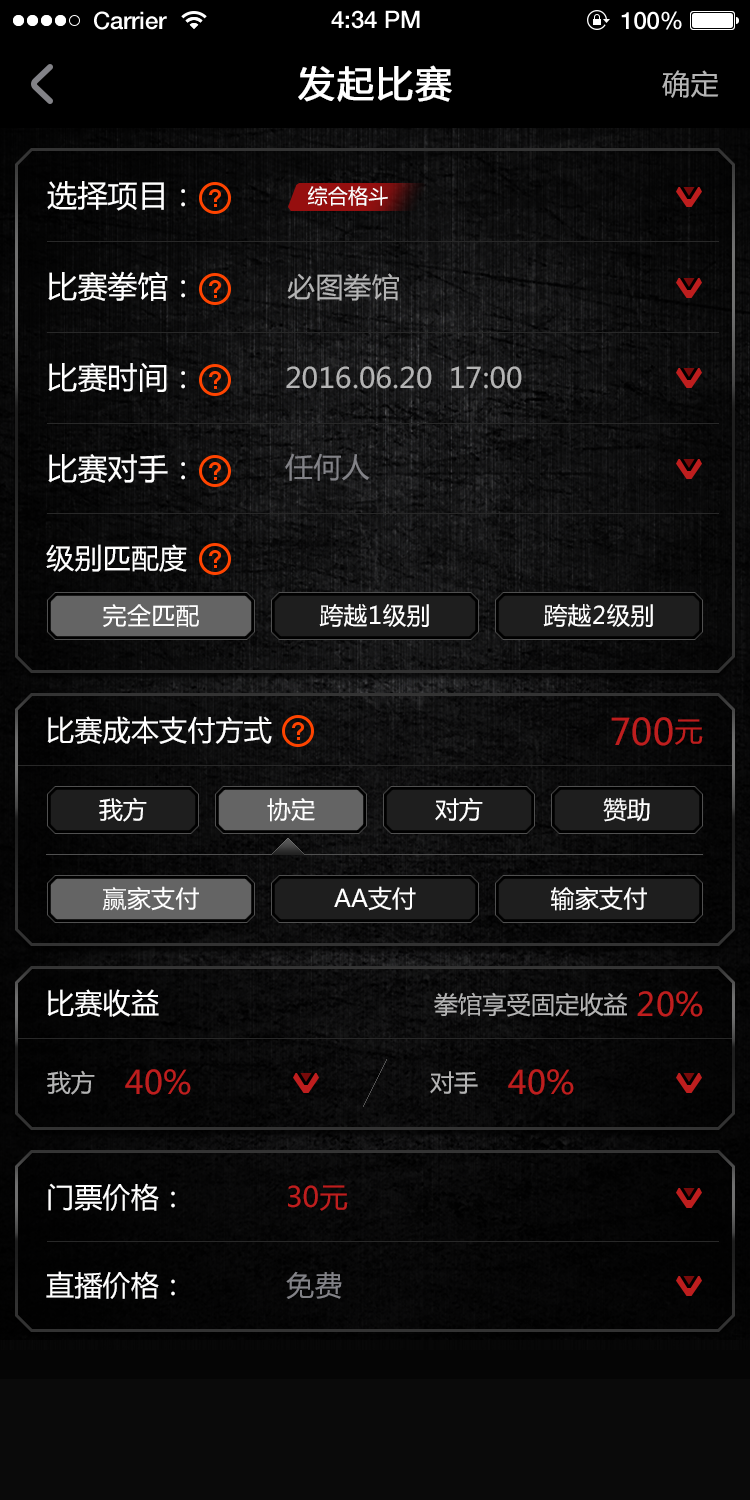 Carrier 4:34 PM 100%
发起比赛 确定
选择项目： ? 综合格斗
比赛拳馆： ? 必图拳馆
比赛时间： ? 2016.06.20 17:00
比赛对手： ? 任何人
级别匹配度 ?
完全匹配 跨越1级别 跨越2级别
比赛成本支付方式 ? 700元
我方 协定 对方 赞助
赢家支付 AA支付 输家支付
比赛收益 拳馆享受固定收益 20%
我方 40% / 对手 40%
门票价格： 30元
直播价格： 免费